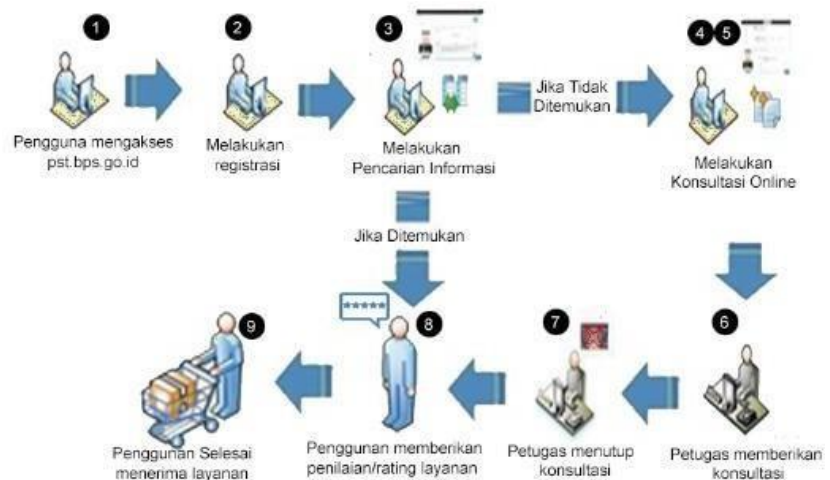 1
Pengguna mengakses
pst.bps.go.id
2
Melakukan
registrasi
3
Melakukan
Pencarian Informasi
Jika Tidak
Ditemukan
4 5
Melakukan
Konsultasi Online
Jika Ditemukan
6
Petugas memberikan
konsultasi
7
Petugas menutup
konsultasi
*****
8
Penggunan memberikan
penilaian/rating layanan
9
Penggunan Selesai
menerima layanan